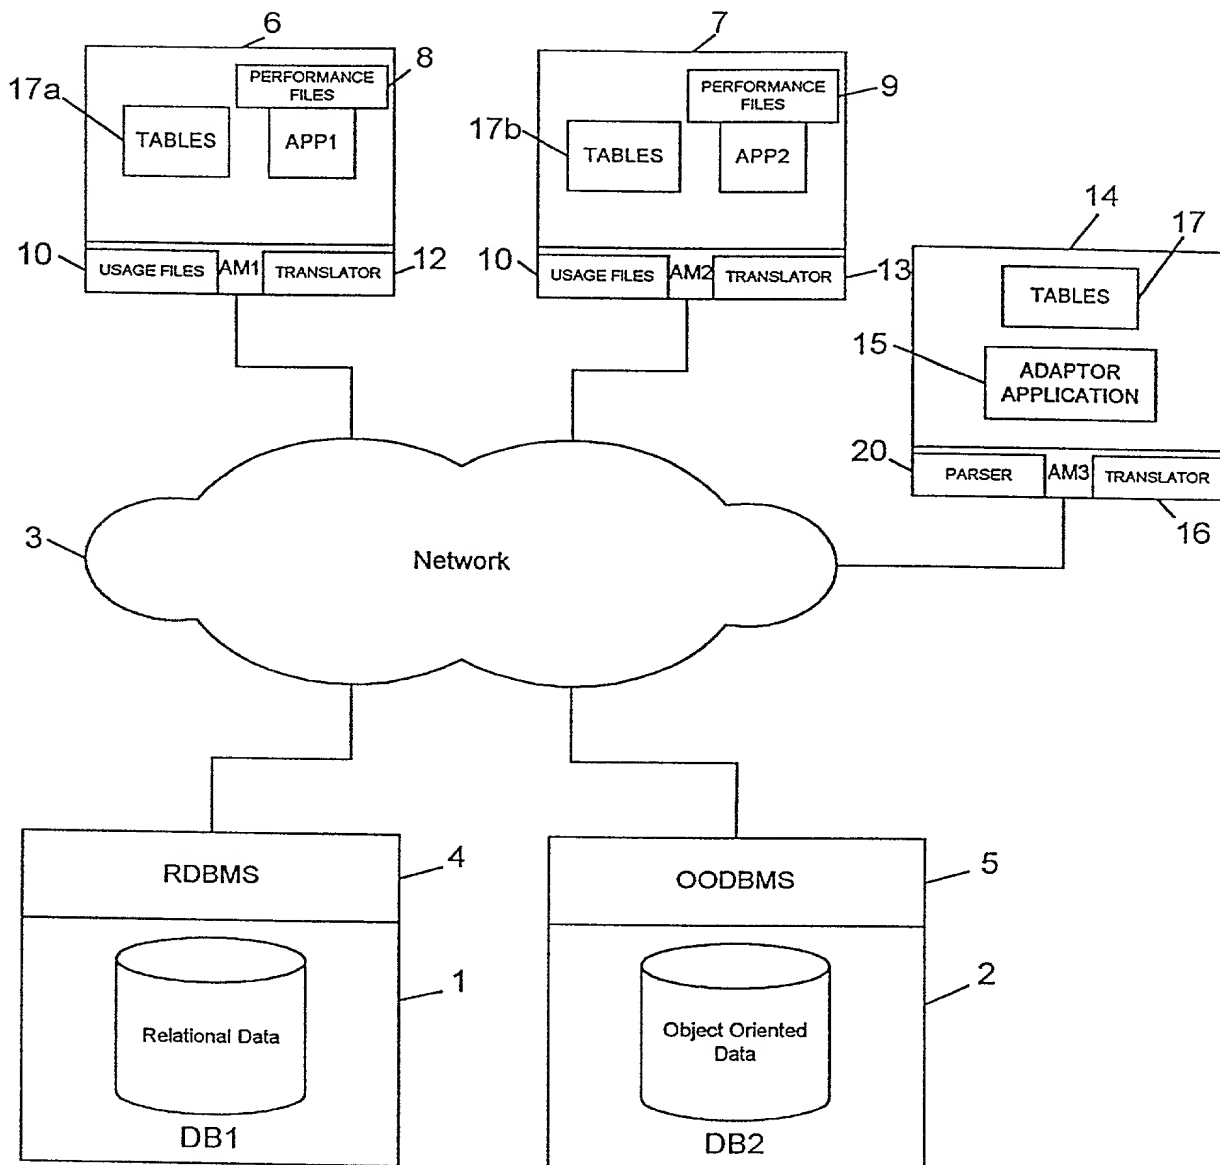 6
8
PERFORMANCE
FILES
17a
TABLES
APP1
10
USAGE FILES
AM1
TRANSLATOR
12
7
9
PERFORMANCE
FILES
17b
TABLES
APP2
10
USAGE FILES
AM2
TRANSLATOR
13
14
17
TABLES
15
ADAPTOR
APPLICATION
20
PARSER
AM3
TRANSLATOR
16
3
Network
RDBMS
4
Relational Data
1
DB1
OODBMS
5
Object Oriented
Data
2
DB2